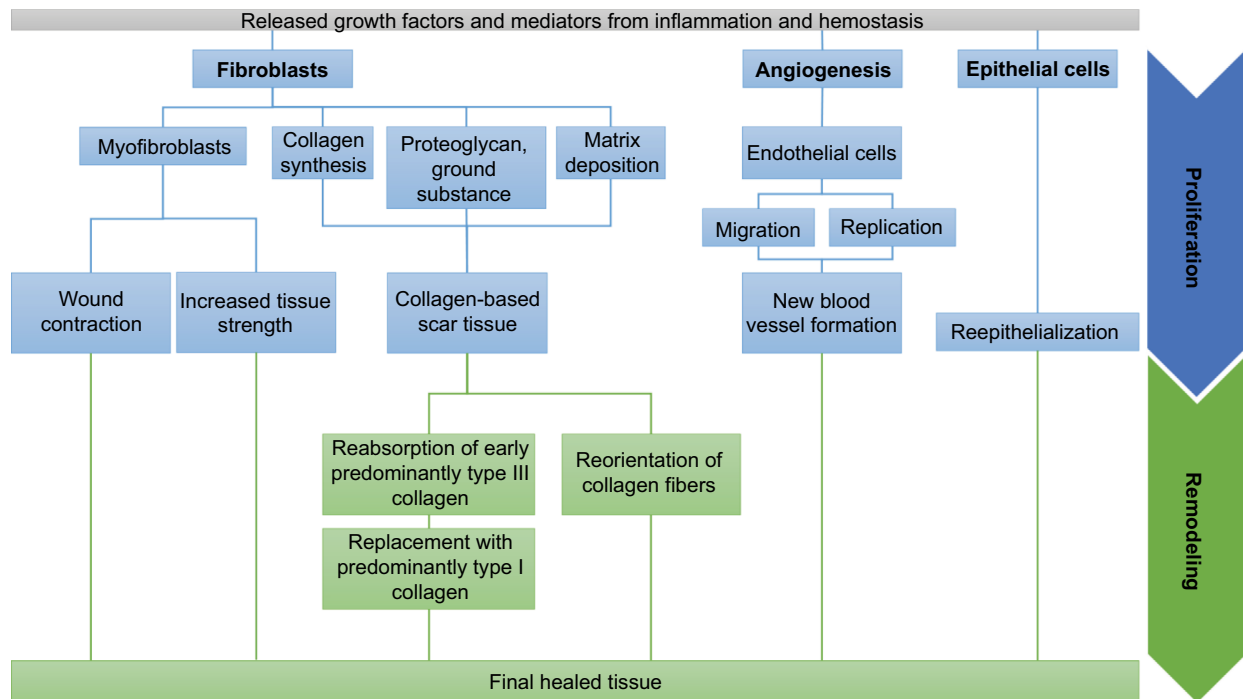 Released growth factors and mediators from inflammation and hemostasis
Fibroblasts
Angiogenesis
Epithelial cells
Myofibroblasts
Collagen
synthesis
Proteoglycan,
ground
substance
Matrix
deposition
Endothelial cells
Migration
Replication
Wound
contraction
Increased tissue
strength
Collagen-based
scar tissue
New blood
vessel formation
Reepithelialization
Proliferation
Reabsorption of early
predominantly type III
collagen
Reorientation of
collagen fibers
Replacement with
predominantly type I
collagen
Remodeling
Final healed tissue